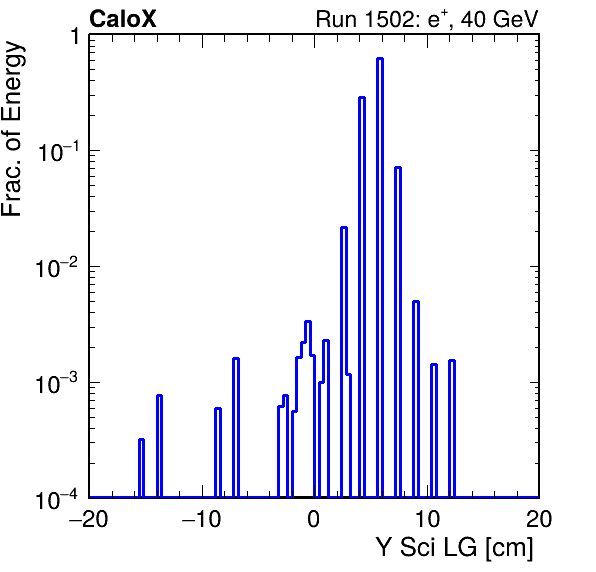 CaloX Run 1502: e⁺, 40 GeV
Frac. of Energy
1
10⁻¹
10⁻²
10⁻³
10⁻⁴
−20 −10 0 10 20
Y Sci LG [cm]